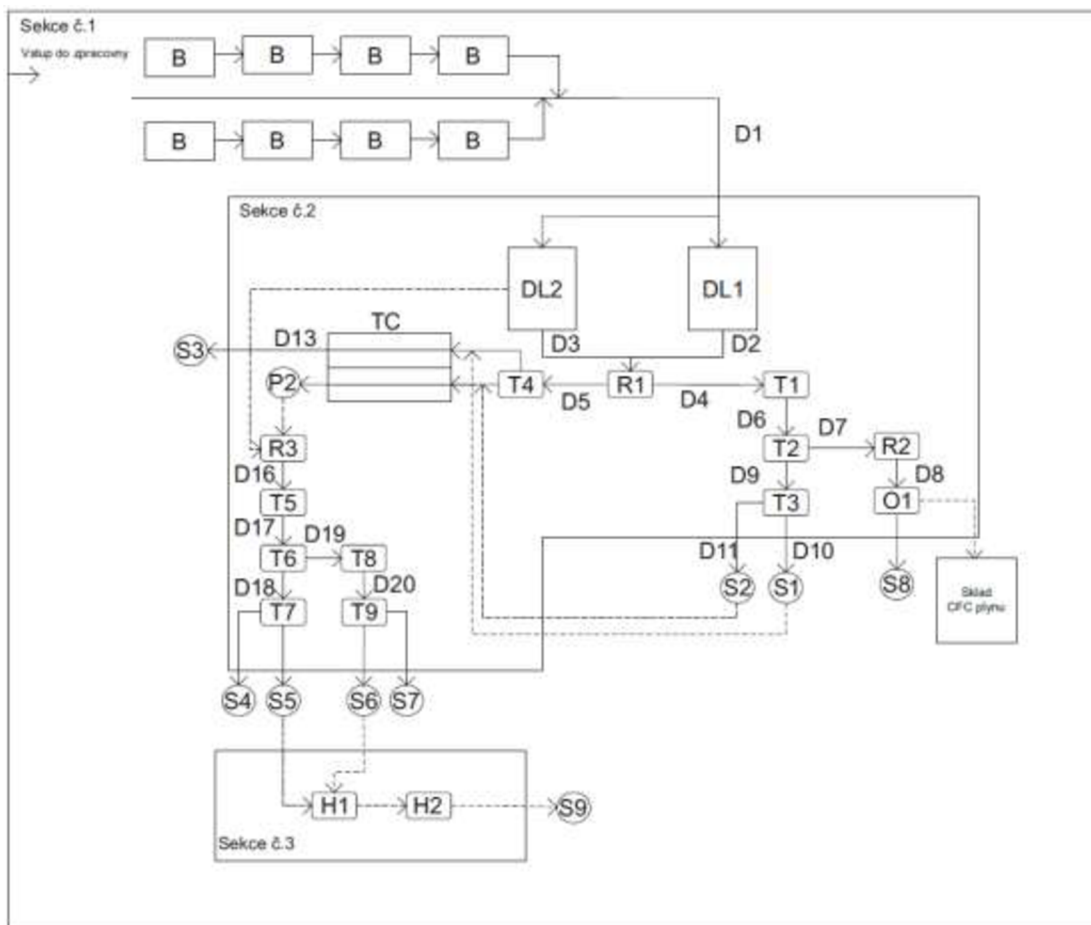 Sekce č.1
Vstup do zpracovny
B B B B
B B B B
D1
Sekce č.2
DL2 DL1
TC
D13 D3 D2
S3
P2 T4 R1 T1
D5 D4
D6 D7
R3 T2 R2
D16 D9 D8
T5 T3 O1
D17 D19
T6 T8 D11 D10
D18 D20 S2 S1 S8
T7 T9
Sklad
CFC plynu
S4 S5 S6 S7
H1 H2 S9
Sekce č.3